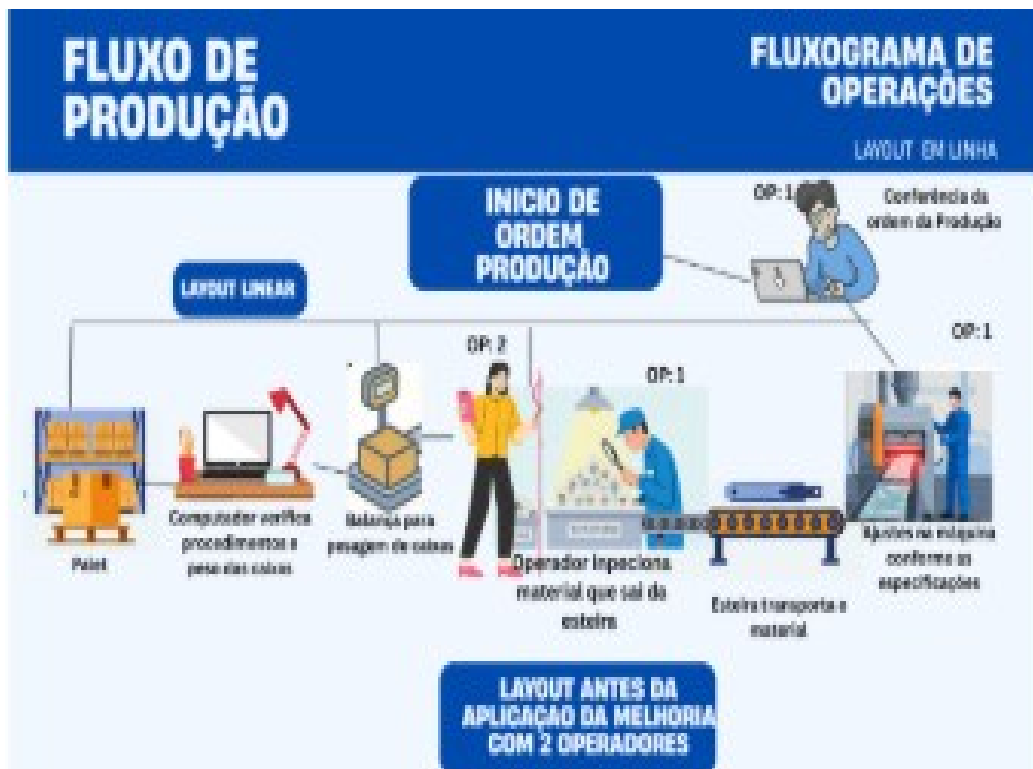 FLUXO DE
PRODUÇÃO
FLUXOGRAMA DE
OPERAÇÕES
LAYOUT EM LINHA
INICIO DE
ORDEM
PRODUÇÃO
OP: 1
Conferência da
ordem da Produção
LAYOUT LINEAR
OP: 2
OP: 1
OP: 1
Palet
Computador verifica
procedimentos e
peso das caixas
Balança para
pesagem de caixas
Operador Inpeciona
material que sai da
esteira
Esteira transporta o
material
Ajustes na máquina
conforme as
especificações
LAYOUT ANTES DA
APLICAÇAO DA MELHORIA
COM 2 OPERADORES